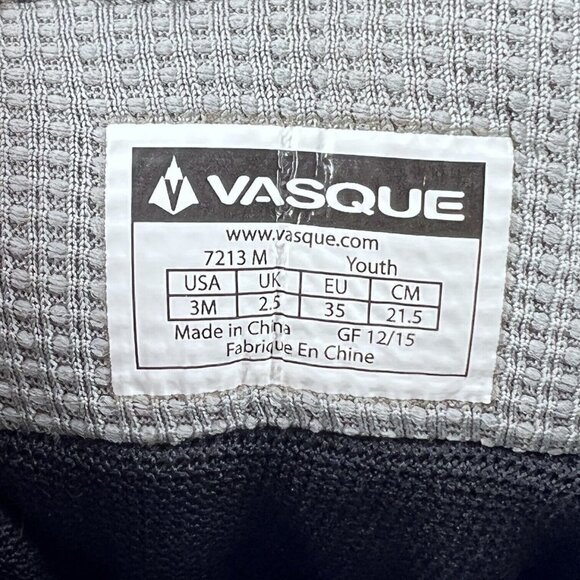 VASQUE
www.vasque.com
7213 M Youth
USA UK EU CM
3M 2.5 35 21.5
Made in China GF 12/15
Fabrique En Chine